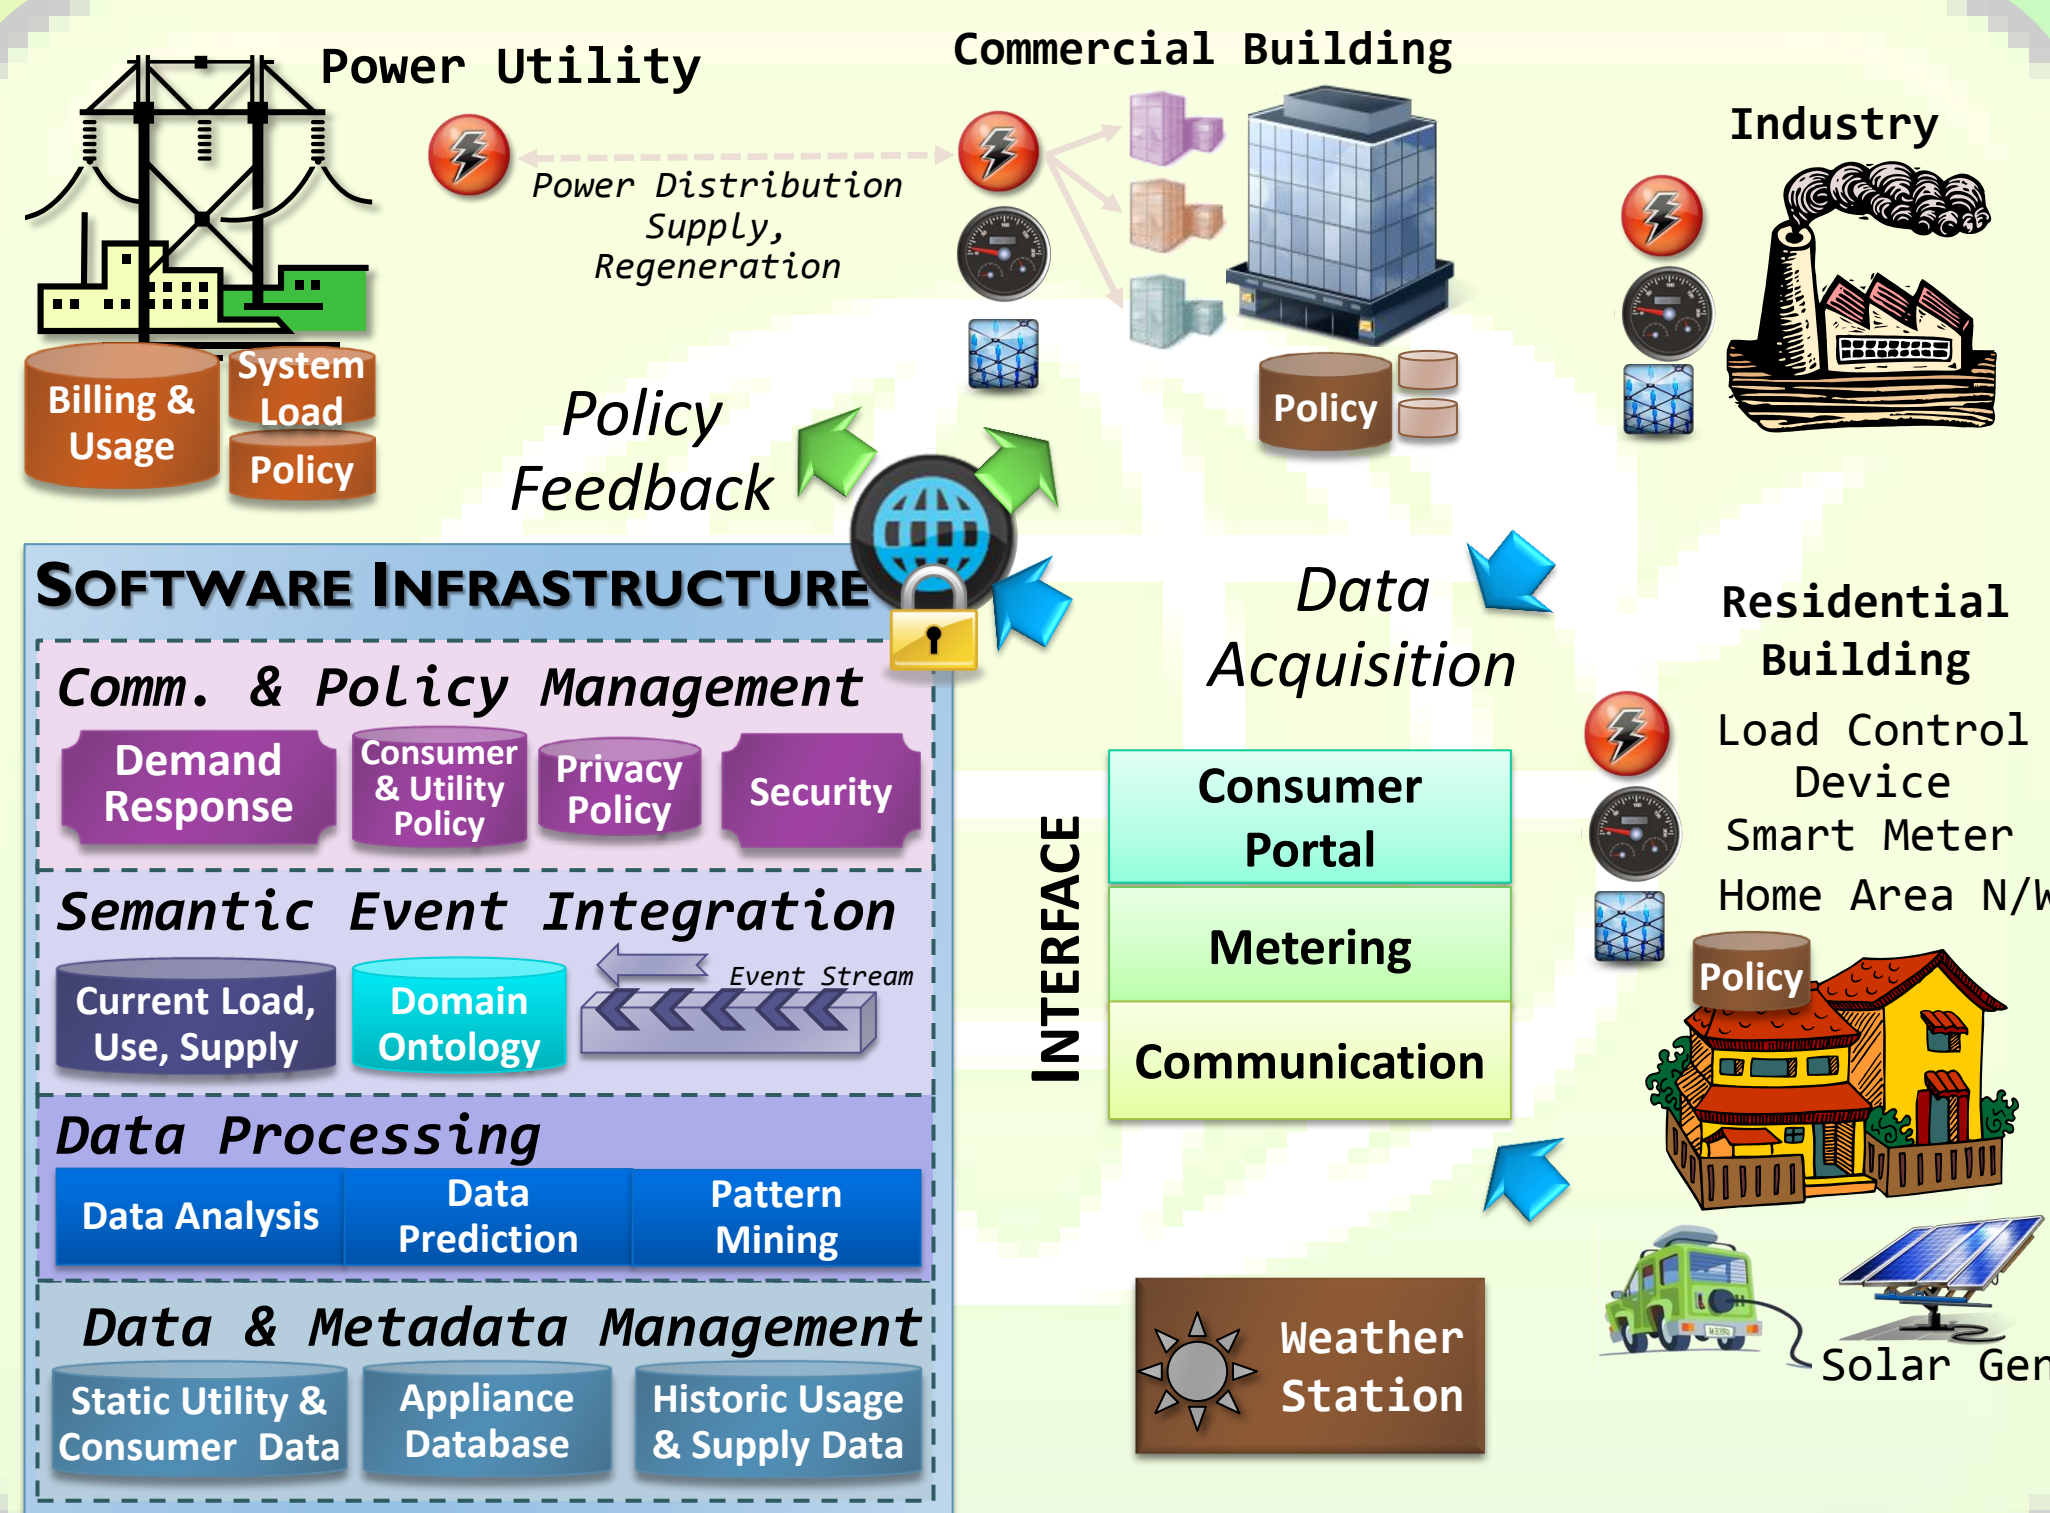 Power Utility
Commercial Building
Industry
Power Distribution
Supply,
Regeneration
Billing &
Usage
System
Load
Policy
Policy
Policy
Feedback
Data
Acquisition
SOFTWARE INFRASTRUCTURE
Comm. & Policy Management
Demand
Response
Consumer
& Utility
Policy
Privacy
Policy
Security
Semantic Event Integration
Current Load,
Use, Supply
Domain
Ontology
Event Stream
Data Processing
Data Analysis
Data
Prediction
Pattern
Mining
Data & Metadata Management
Static Utility &
Consumer Data
Appliance
Database
Historic Usage
& Supply Data
INTERFACE
Consumer
Portal
Metering
Communication
Weather
Station
Residential
Building
Load Control
Device
Smart Meter
Home Area N/W
Policy
Solar Gen